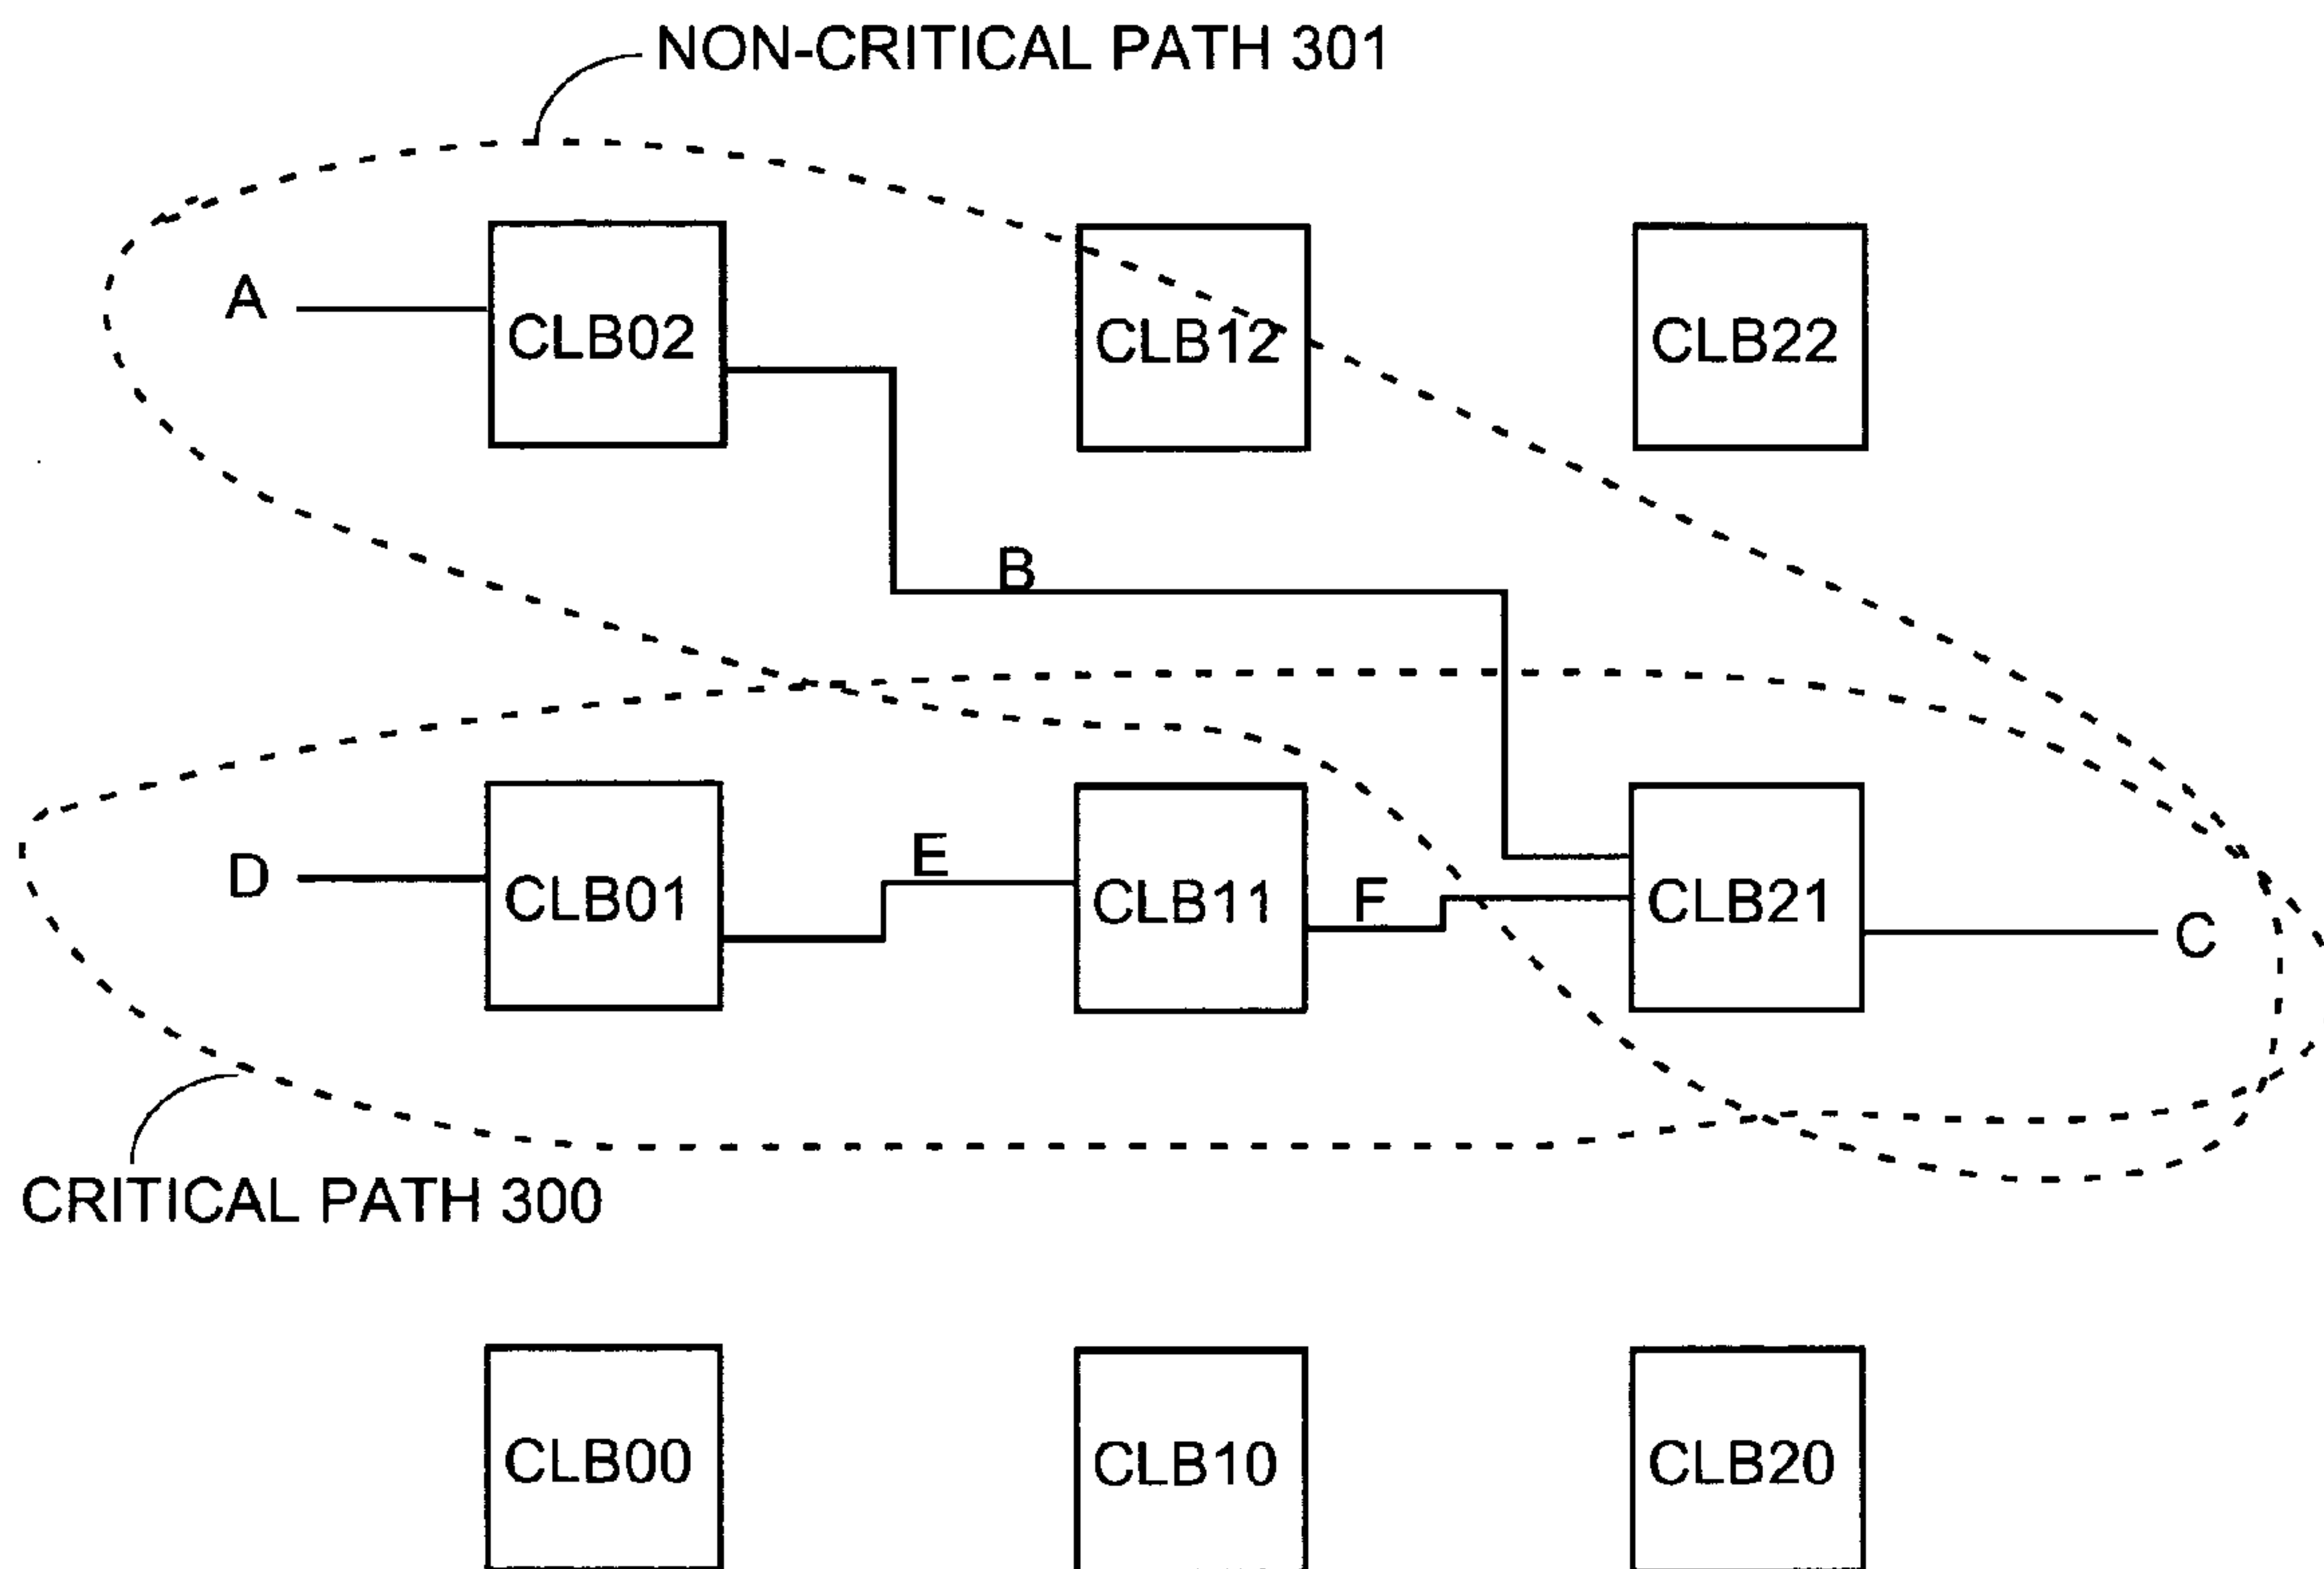 NON-CRITICAL PATH 301
A
CLB02
CLB12
CLB22
B
D
CLB01
E
CLB11
F
CLB21
C
CRITICAL PATH 300
CLB00
CLB10
CLB20